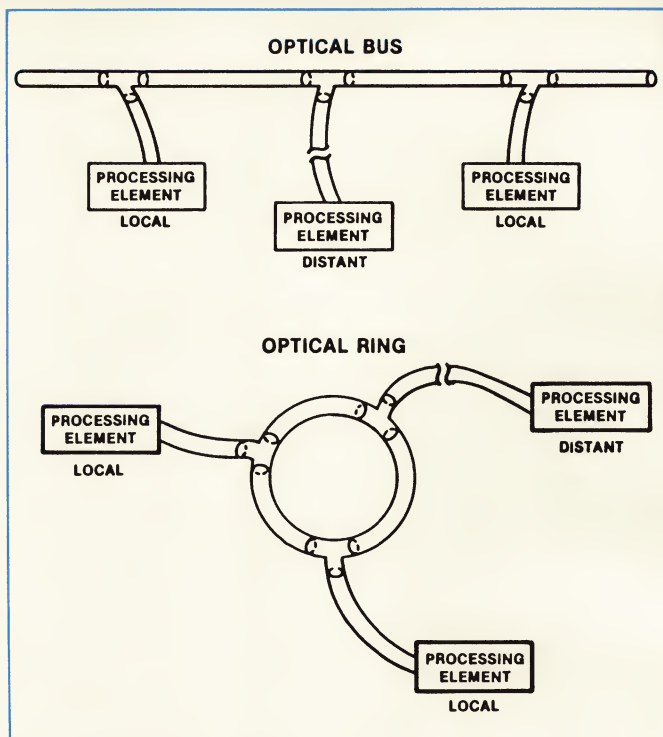 OPTICAL BUS
PROCESSING
ELEMENT
LOCAL
PROCESSING
ELEMENT
DISTANT
PROCESSING
ELEMENT
LOCAL
OPTICAL RING
PROCESSING
ELEMENT
LOCAL
PROCESSING
ELEMENT
DISTANT
PROCESSING
ELEMENT
LOCAL